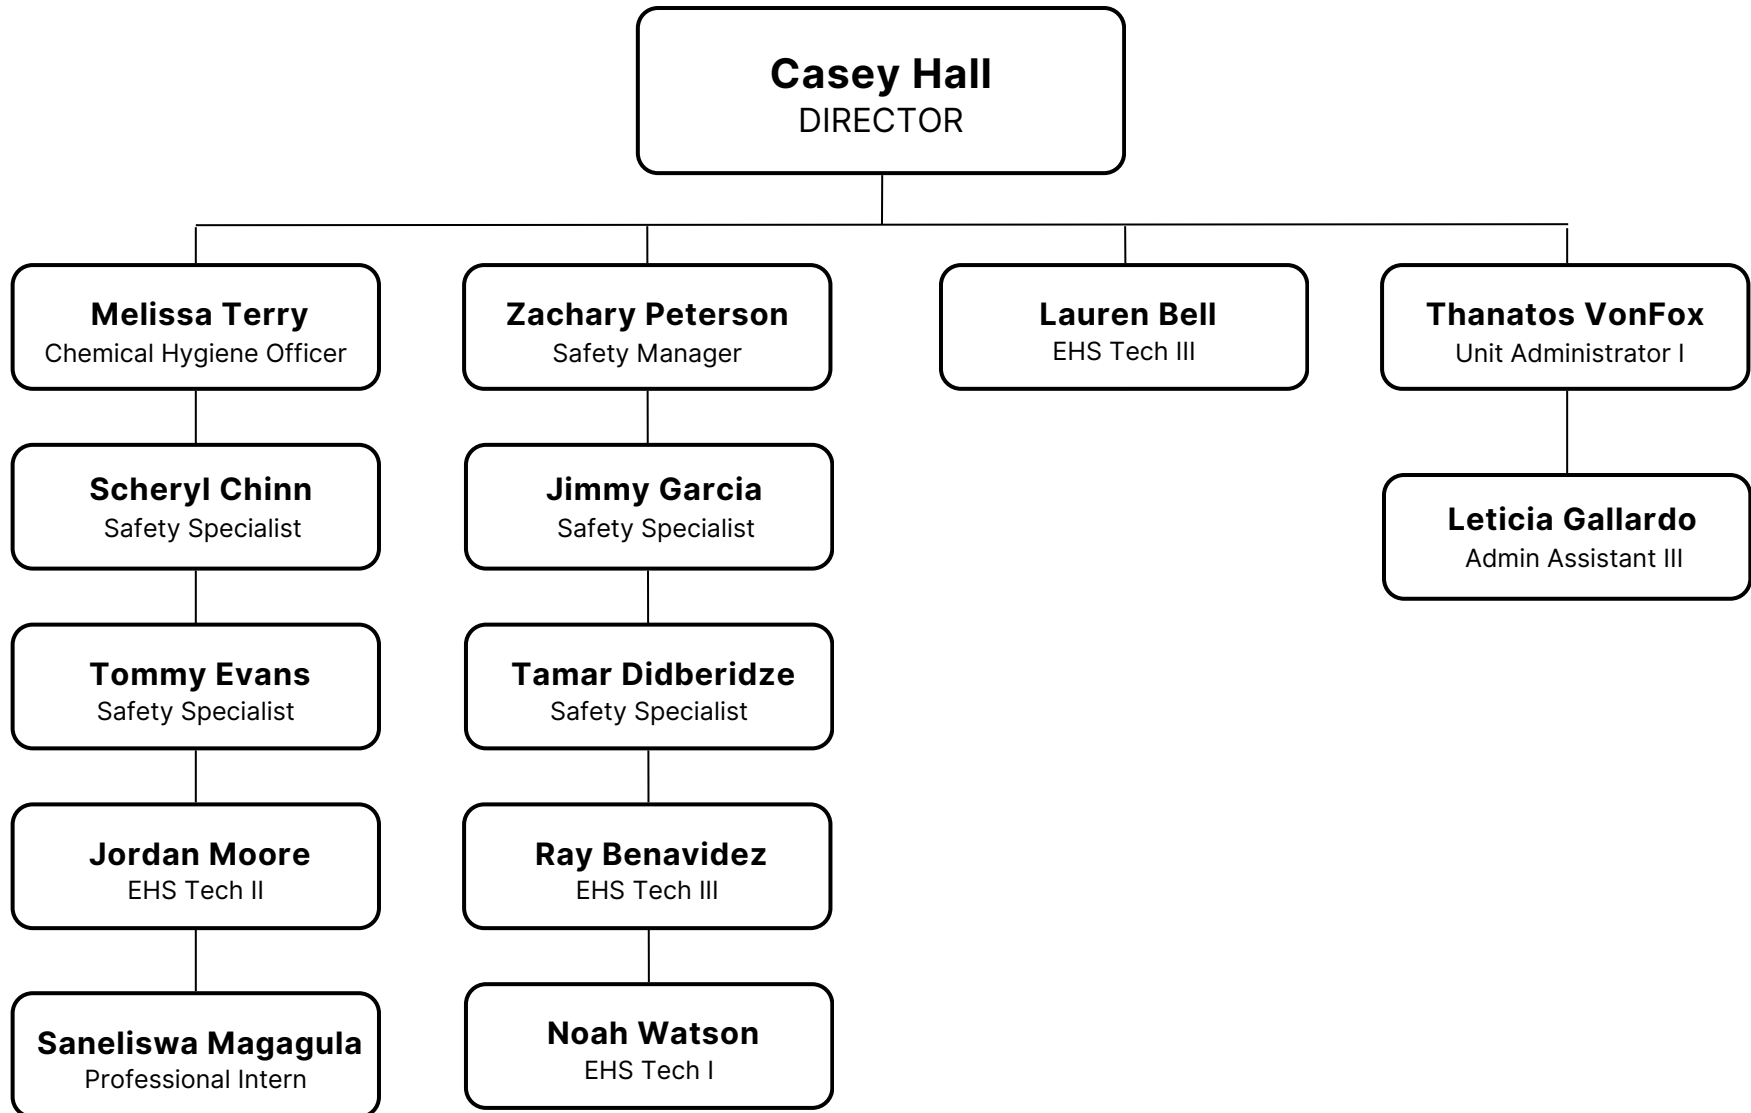 Casey Hall
DIRECTOR
Melissa Terry
Chemical Hygiene Officer
Zachary Peterson
Safety Manager
Lauren Bell
EHS Tech III
Thanatos VonFox
Unit Administrator I
Scheryl Chinn
Safety Specialist
Jimmy Garcia
Safety Specialist
Leticia Gallardo
Admin Assistant III
Tommy Evans
Safety Specialist
Tamar Didberidze
Safety Specialist
Jordan Moore
EHS Tech II
Ray Benavidez
EHS Tech III
Saneliswa Magagula
Professional Intern
Noah Watson
EHS Tech I